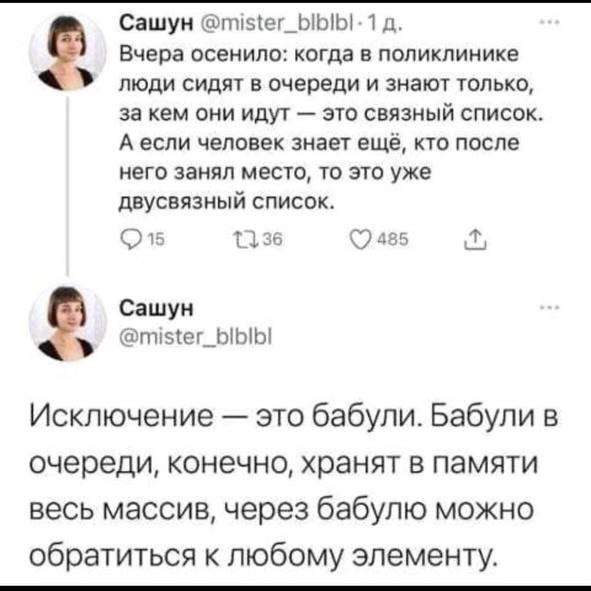 Сашун @mister_bIbIbI · 1 д.
Вчера осенило: когда в поликлинике
люди сидят в очереди и знают только,
за кем они идут — это связный список.
А если человек знает ещё, кто после
него занял место, то это уже
двусвязный список.
15 36 485
Сашун
@mister_bIbIbI
Исключение — это бабули. Бабули в
очереди, конечно, хранят в памяти
весь массив, через бабулю можно
обратиться к любому элементу.